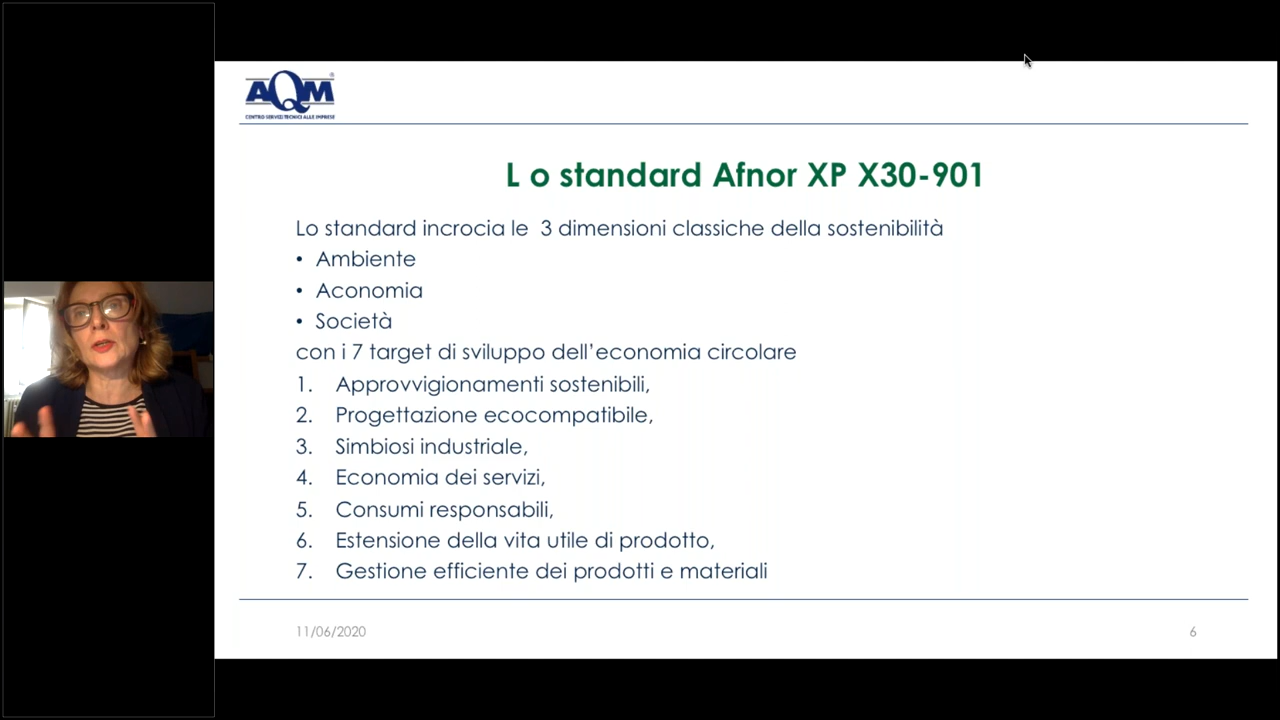 AQM
CENTRO SERVIZI TECNICI ALLE IMPRESE
L o standard Afnor XP X30-901
Lo standard incrocia le  3 dimensioni classiche della sostenibilità
• Ambiente
• Aconomia
• Società
con i 7 target di sviluppo dell'economia circolare
1. Approvvigionamenti sostenibili,
2. Progettazione ecocompatibile,
3. Simbiosi industriale,
4. Economia dei servizi,
5. Consumi responsabili,
6. Estensione della vita utile di prodotto,
7. Gestione efficiente dei prodotti e materiali
11/06/2020
6